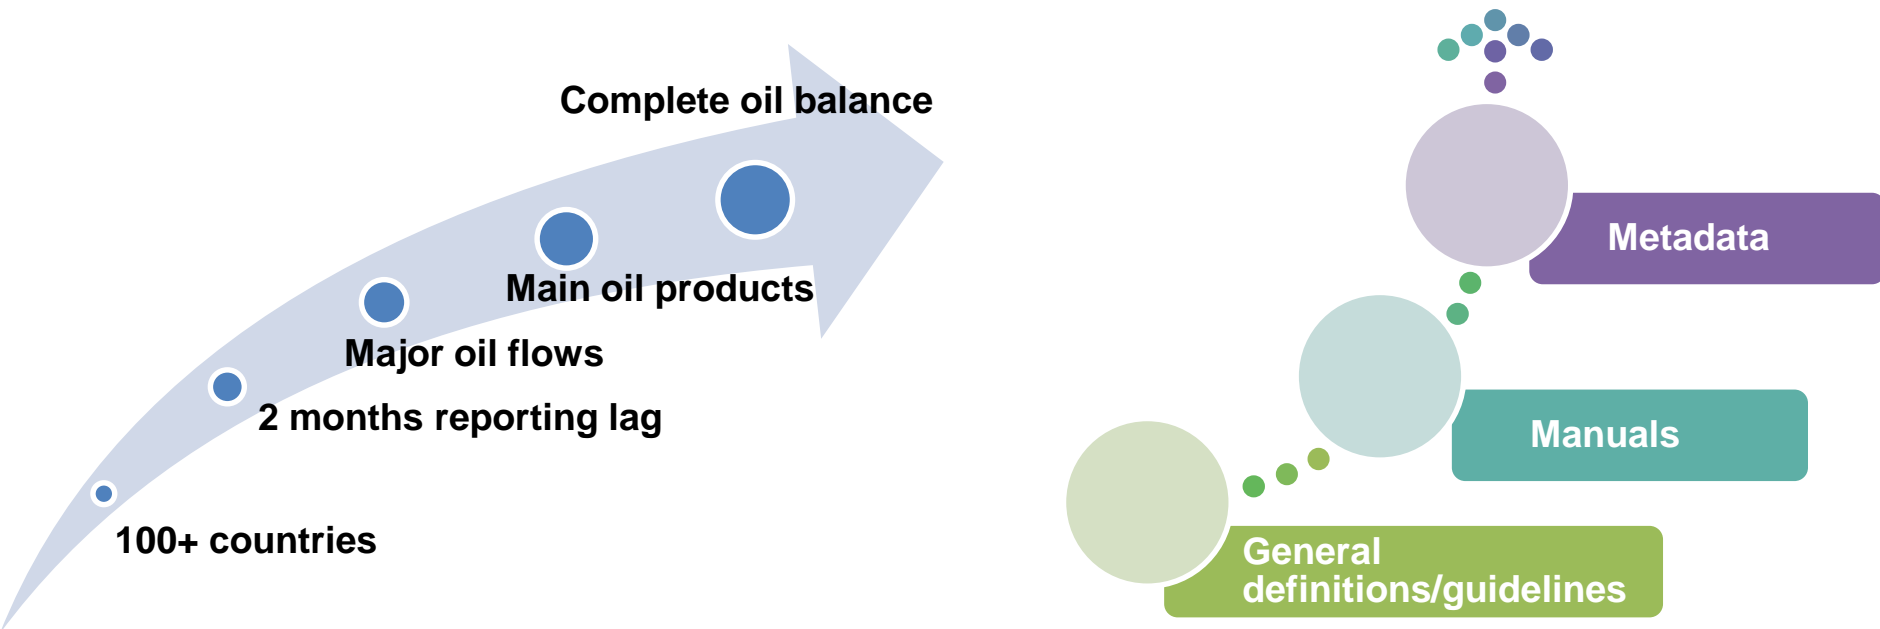 Complete oil balance
Main oil products
Major oil flows
2 months reporting lag
100+ countries
Metadata
Manuals
General
definitions/guidelines